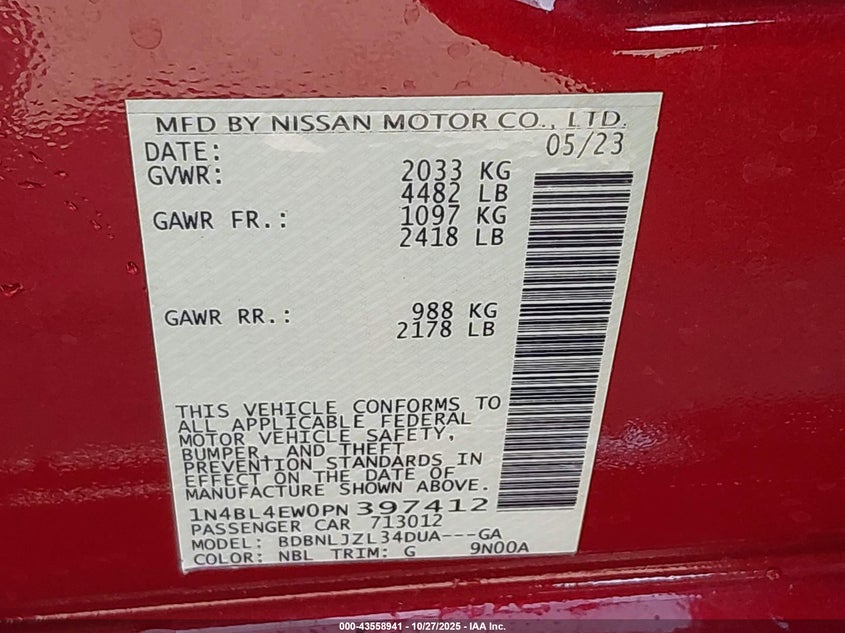 MFD BY NISSAN MOTOR CO., LTD.
DATE: 05/23
GVWR: 2033 KG
4482 LB
GAWR FR.: 1097 KG
2418 LB
GAWR RR.: 988 KG
2178 LB
THIS VEHICLE CONFORMS TO
ALL APPLICABLE FEDERAL
MOTOR VEHICLE SAFETY,
BUMPER, AND THEFT
PREVENTION STANDARDS IN
EFFECT ON THE DATE OF
MANUFACTURE SHOWN ABOVE.
1N4BL4EW0PN397412
PASSENGER CAR 713012
MODEL: BDBNLJZL34DUA---GA
COLOR: NBL TRIM: G 9N00A
000-43558941 - 10/27/2025 - IAA Inc.